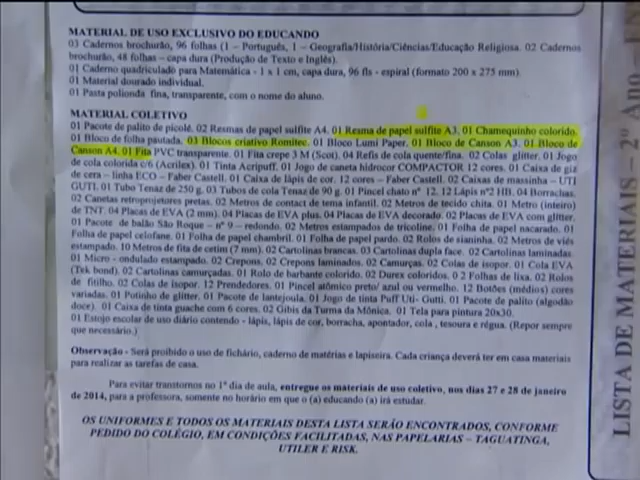 MATERIAL DE USO EXCLUSIVO DO EDUCANDO
03 Cadernos brochurão, 96 folhas (1 – Português, 1 – Geografia/História/Ciências/Educação Religiosa. 02 Cadernos
brochurão, 48 folhas – capa dura (Produção de Texto e Inglês).
01 Caderno quadriculado para Matemática - 1 x 1 cm, capa dura, 96 fls - espiral (formato 200 x 275 mm).
01 Material dourado individual.
01 Pasta polionda fina, transparente, com o nome do aluno.
MATERIAL COLETIVO
01 Pacote de palito de picolé. 02 Resmas de papel sulfite A4. 01 Resma de papel sulfite A3. 01 Chamequinho colorido.
01 Bloco de folha pautada. 03 Blocos criativo Romitec. 01 Bloco Lumi Paper. 01 Bloco de Canson A3. 01 Bloco de
Canson A4. 01 Fita PVC transparente. 01 Fita crepe 3 M (Scot). 04 Refis de cola quente/fina. 02 Colas glitter. 01 Jogo
de cola colorida c/6 (Acrilex). 01 Tinta Acripuff. 01 Jogo de caneta hidrocor COMPACTOR 12 cores. 01 Caixa de giz
de cera – linha ECO – Faber Castell. 01 Caixa de lápis de cor. 12 cores – Faber Castell. 02 Caixas de massinha – UTI
GUTI. 01 Tubo Tenaz de 250 g. 03 Tubos de cola Tenaz de 90 g. 01 Pincel chato nº 12. 12 Lápis nº2 HB. 04 Borrachas.
02 Canetas retroprojetores pretas. 02 Metros de contact de tema infantil. 02 Metros de tecido chita. 01 Metro (inteiro)
de TNT. 04 Placas de EVA (2 mm). 04 Placas de EVA plus. 04 Placas de EVA decorado. 02 Placas de EVA com glitter.
01 Pacote de balão São Roque – nº 9 – redondo. 02 Metros estampados de tricoline. 01 Folha de papel nacarado. 01
Folha de papel celofane. 01 Folha de papel chambril. 01 Folha de papel pardo. 02 Rolos de sianinha. 02 Metros de viés
estampado. 10 Metros de fita de cetim (7 mm). 02 Cartolinas brancas. 03 Cartolinas dupla face. 02 Cartolinas laminadas.
01 Micro - ondulado estampado. 02 Crepons. 02 Crepons laminados. 02 Camurças. 02 Colas de isopor. 01 Cola EVA
(Tek bond). 02 Cartolinas camurçadas. 01 Rolo de barbante colorido. 02 Durex coloridos. 0 2 Folhas de lixa. 02 Rolos
de fitilho. 02 Colas de isopor. 12 Prendedores. 01 Pincel atômico preto/ azul ou vermelho. 12 Botões (médios) cores
variadas. 01 Potinho de glitter. 01 Pacote de lantejoula. 01 Jogo de tinta Puff Uti- Gutti. 01 Pacote de palito (algodão
doce). 01 Caixa de tinta guache com 6 cores. 02 Gibis da Turma da Mônica. 01 Tela para pintura 20x30.
01 Estojo escolar de uso diário contendo - lápis, lápis de cor, borracha, apontador, cola , tesoura e régua. (Repor sempre
que necessário.)
Observação - Será proibido o uso de fichário, caderno de matérias e lapiseira. Cada criança deverá ter em casa materiais
para realizar as tarefas de casa.
Para evitar transtornos no 1º dia de aula, entregue os materiais de uso coletivo, nos dias 27 e 28 de janeiro
de 2014, para a professora, somente no horário em que o (a) educando (a) irá estudar.
OS UNIFORMES E TODOS OS MATERIAIS DESTA LISTA SERÃO ENCONTRADOS, CONFORME
PEDIDO DO COLÉGIO, EM CONDIÇÕES FACILITADAS, NAS PAPELARIAS – TAGUATINGA,
UTILER E RISK.
LISTA DE MATERIAIS – 2º Ano